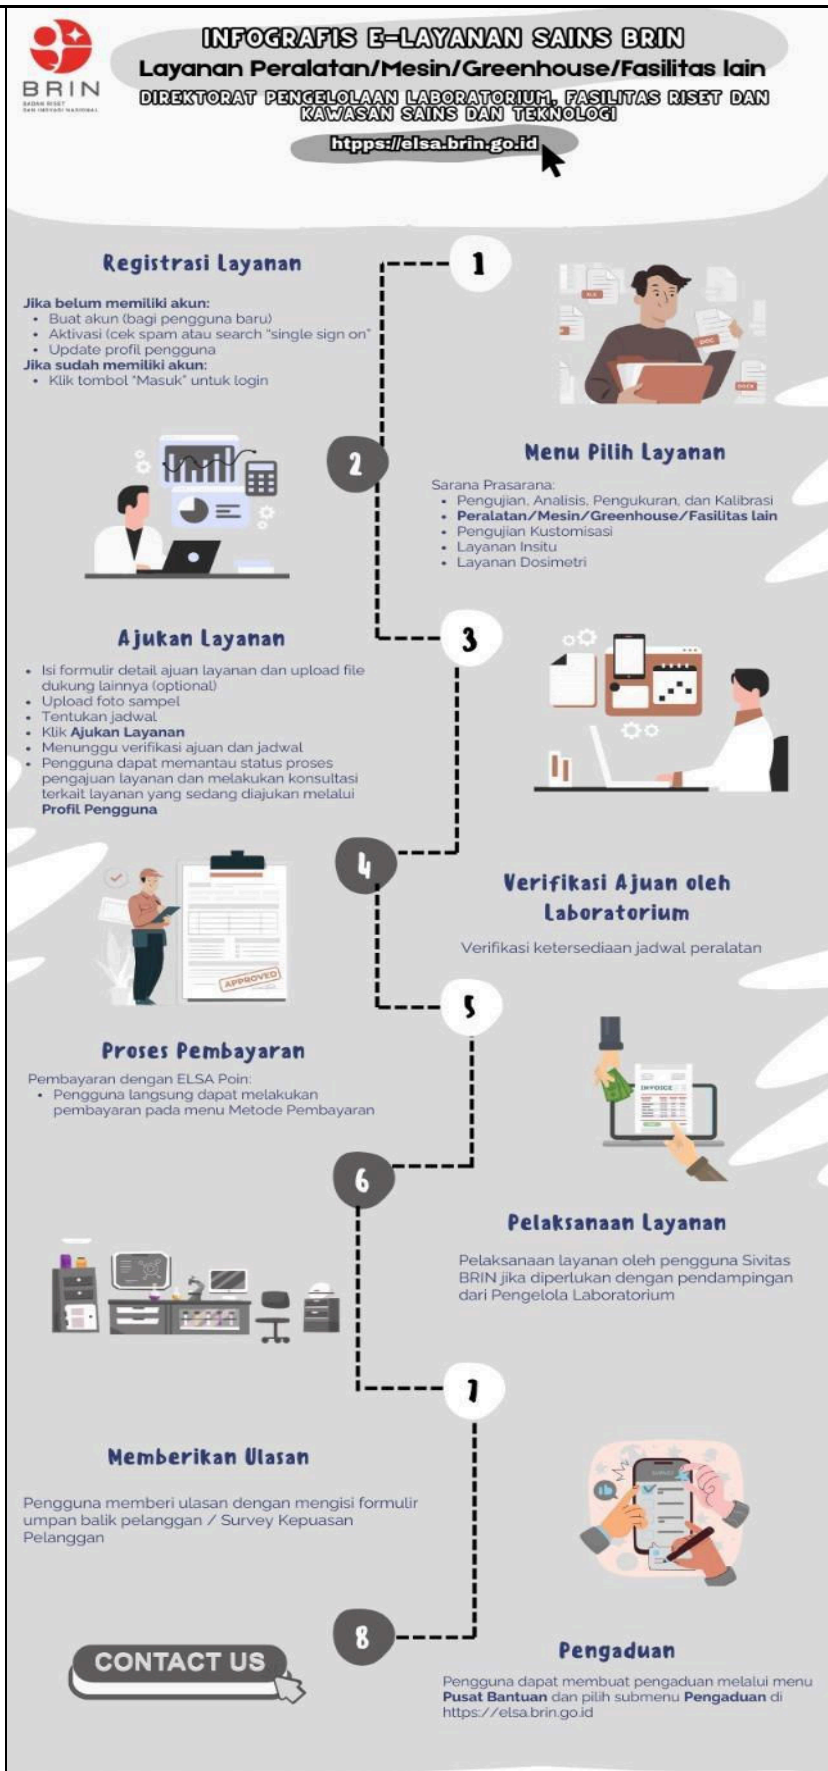 BRIN
BADAN RISET
DAN INOVASI NASIONAL
INFOGRAFIS E-LAYANAN SAINS BRIN
Layanan Peralatan/Mesin/Greenhouse/Fasilitas lain
DIREKTORAT PENGELOLAAN LABORATORIUM, FASILITAS RISET DAN
KAWASAN SAINS DAN TEKNOLOGI
htpps://elsa.brin.go.id
1
Registrasi Layanan
Jika belum memiliki akun:
• Buat akun (bagi pengguna baru)
• Aktivasi (cek spam atau search "single sign on"
• Update profil pengguna
Jika sudah memiliki akun:
• Klik tombol "Masuk" untuk login
2
Menu Pilih Layanan
Sarana Prasarana:
• Pengujian, Analisis, Pengukuran, dan Kalibrasi
• Peralatan/Mesin/Greenhouse/Fasilitas lain
• Pengujian Kustomisasi
• Layanan Insitu
• Layanan Dosimetri
3
Ajukan Layanan
• Isi formulir detail ajuan layanan dan upload file
dukung lainnya (optional)
• Upload foto sampel
• Tentukan jadwal
• Klik Ajukan Layanan
• Menunggu verifikasi ajuan dan jadwal
• Pengguna dapat memantau status proses
pengajuan layanan dan melakukan konsultasi
terkait layanan yang sedang diajukan melalui
Profil Pengguna
4
Verifikasi Ajuan oleh
Laboratorium
Verifikasi ketersediaan jadwal peralatan
APPROVED
5
Proses Pembayaran
Pembayaran dengan ELSA Poin:
• Pengguna langsung dapat melakukan
pembayaran pada menu Metode Pembayaran
INVOICE
6
Pelaksanaan Layanan
Pelaksanaan layanan oleh pengguna Sivitas
BRIN jika diperlukan dengan pendampingan
dari Pengelola Laboratorium
7
Memberikan Ulasan
Pengguna memberi ulasan dengan mengisi formulir
umpan balik pelanggan / Survey Kepuasan
Pelanggan
8
CONTACT US
Pengaduan
Pengguna dapat membuat pengaduan melalui menu
Pusat Bantuan dan pilih submenu Pengaduan di
https://elsa.brin.go.id